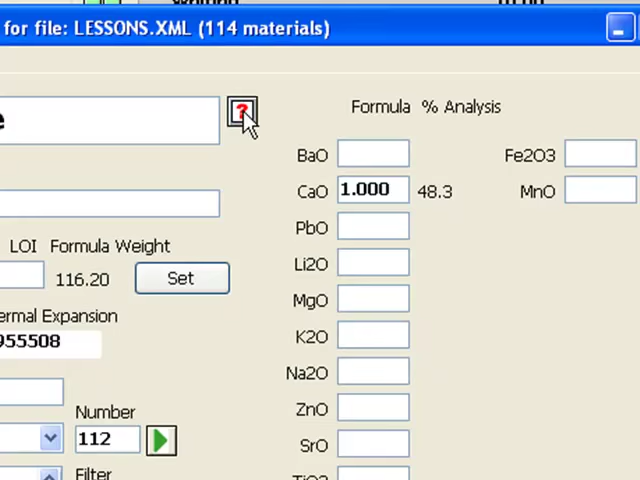 for file: LESSONS.XML (114 materials)
e
?
Formula % Analysis
BaO
Fe2O3
CaO 1.000 48.3
MnO
PbO
LOI Formula Weight
Li2O
116.20 Set
MgO
ermal Expansion
K2O
955508
Na2O
ZnO
Number
112
SrO
Filter
TiO2